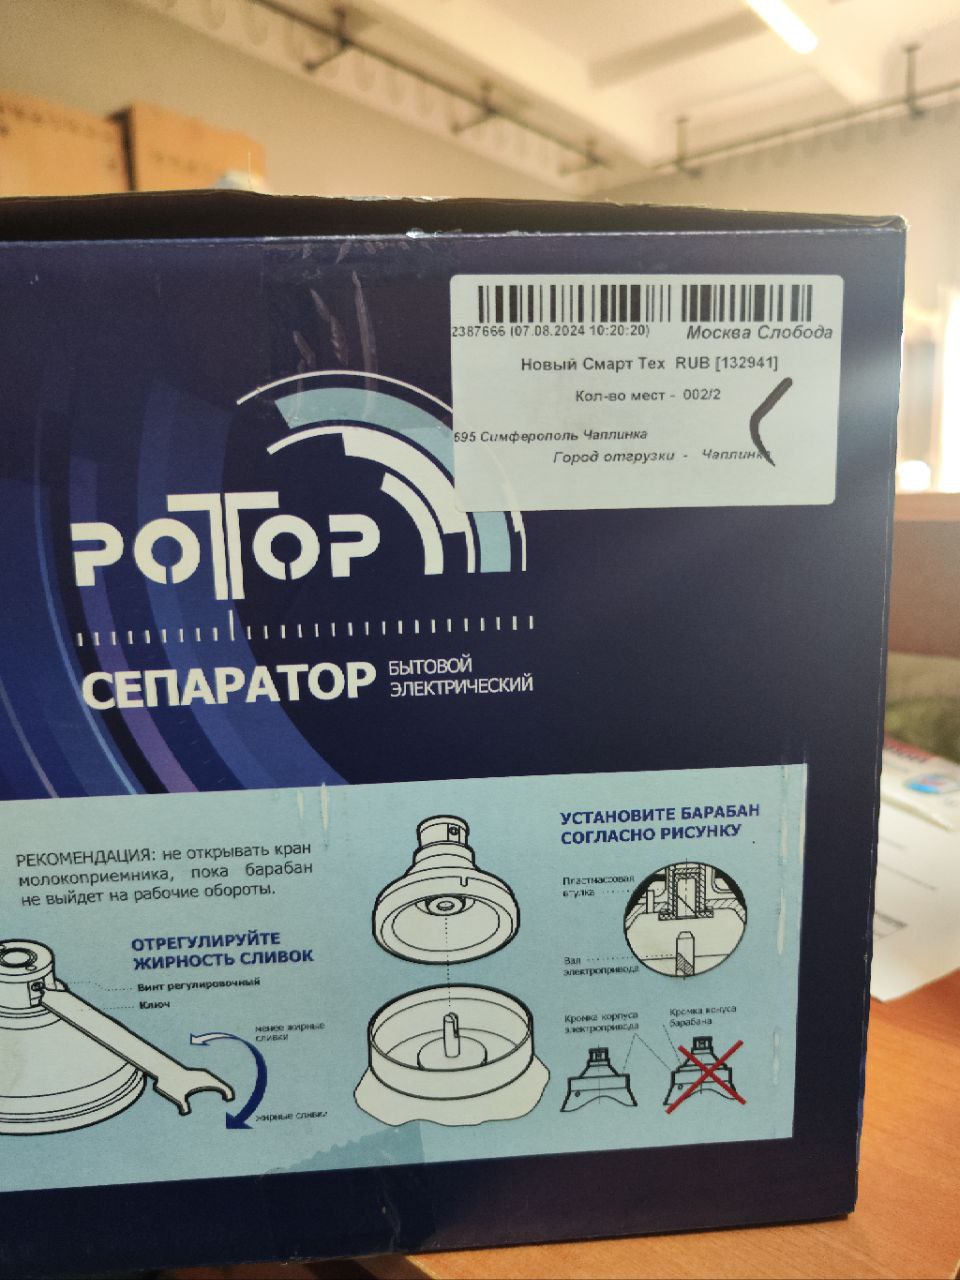 2387666 (07.08.2024 10:20:20) Москва Слобода
Новый Смарт Тех RUB [132941]
Кол-во мест - 002/2
595 Симферополь Чаплинка
Город отгрузки - Чаплинка
РОТОР
СЕПАРАТОР БЫТОВОЙ
ЭЛЕКТРИЧЕСКИЙ
РЕКОМЕНДАЦИЯ: не открывать кран
молокоприемника, пока барабан
не выйдет на рабочие обороты.
ОТРЕГУЛИРУЙТЕ
ЖИРНОСТЬ СЛИВОК
Винт регулировочный
Ключ
менее жирные
сливки
жирные сливки
УСТАНОВИТЕ БАРАБАН
СОГЛАСНО РИСУНКУ
Пластмассовая
втулка
Вал
электропривода
Кромка корпуса
электропривода
Кромка конуса
барабана